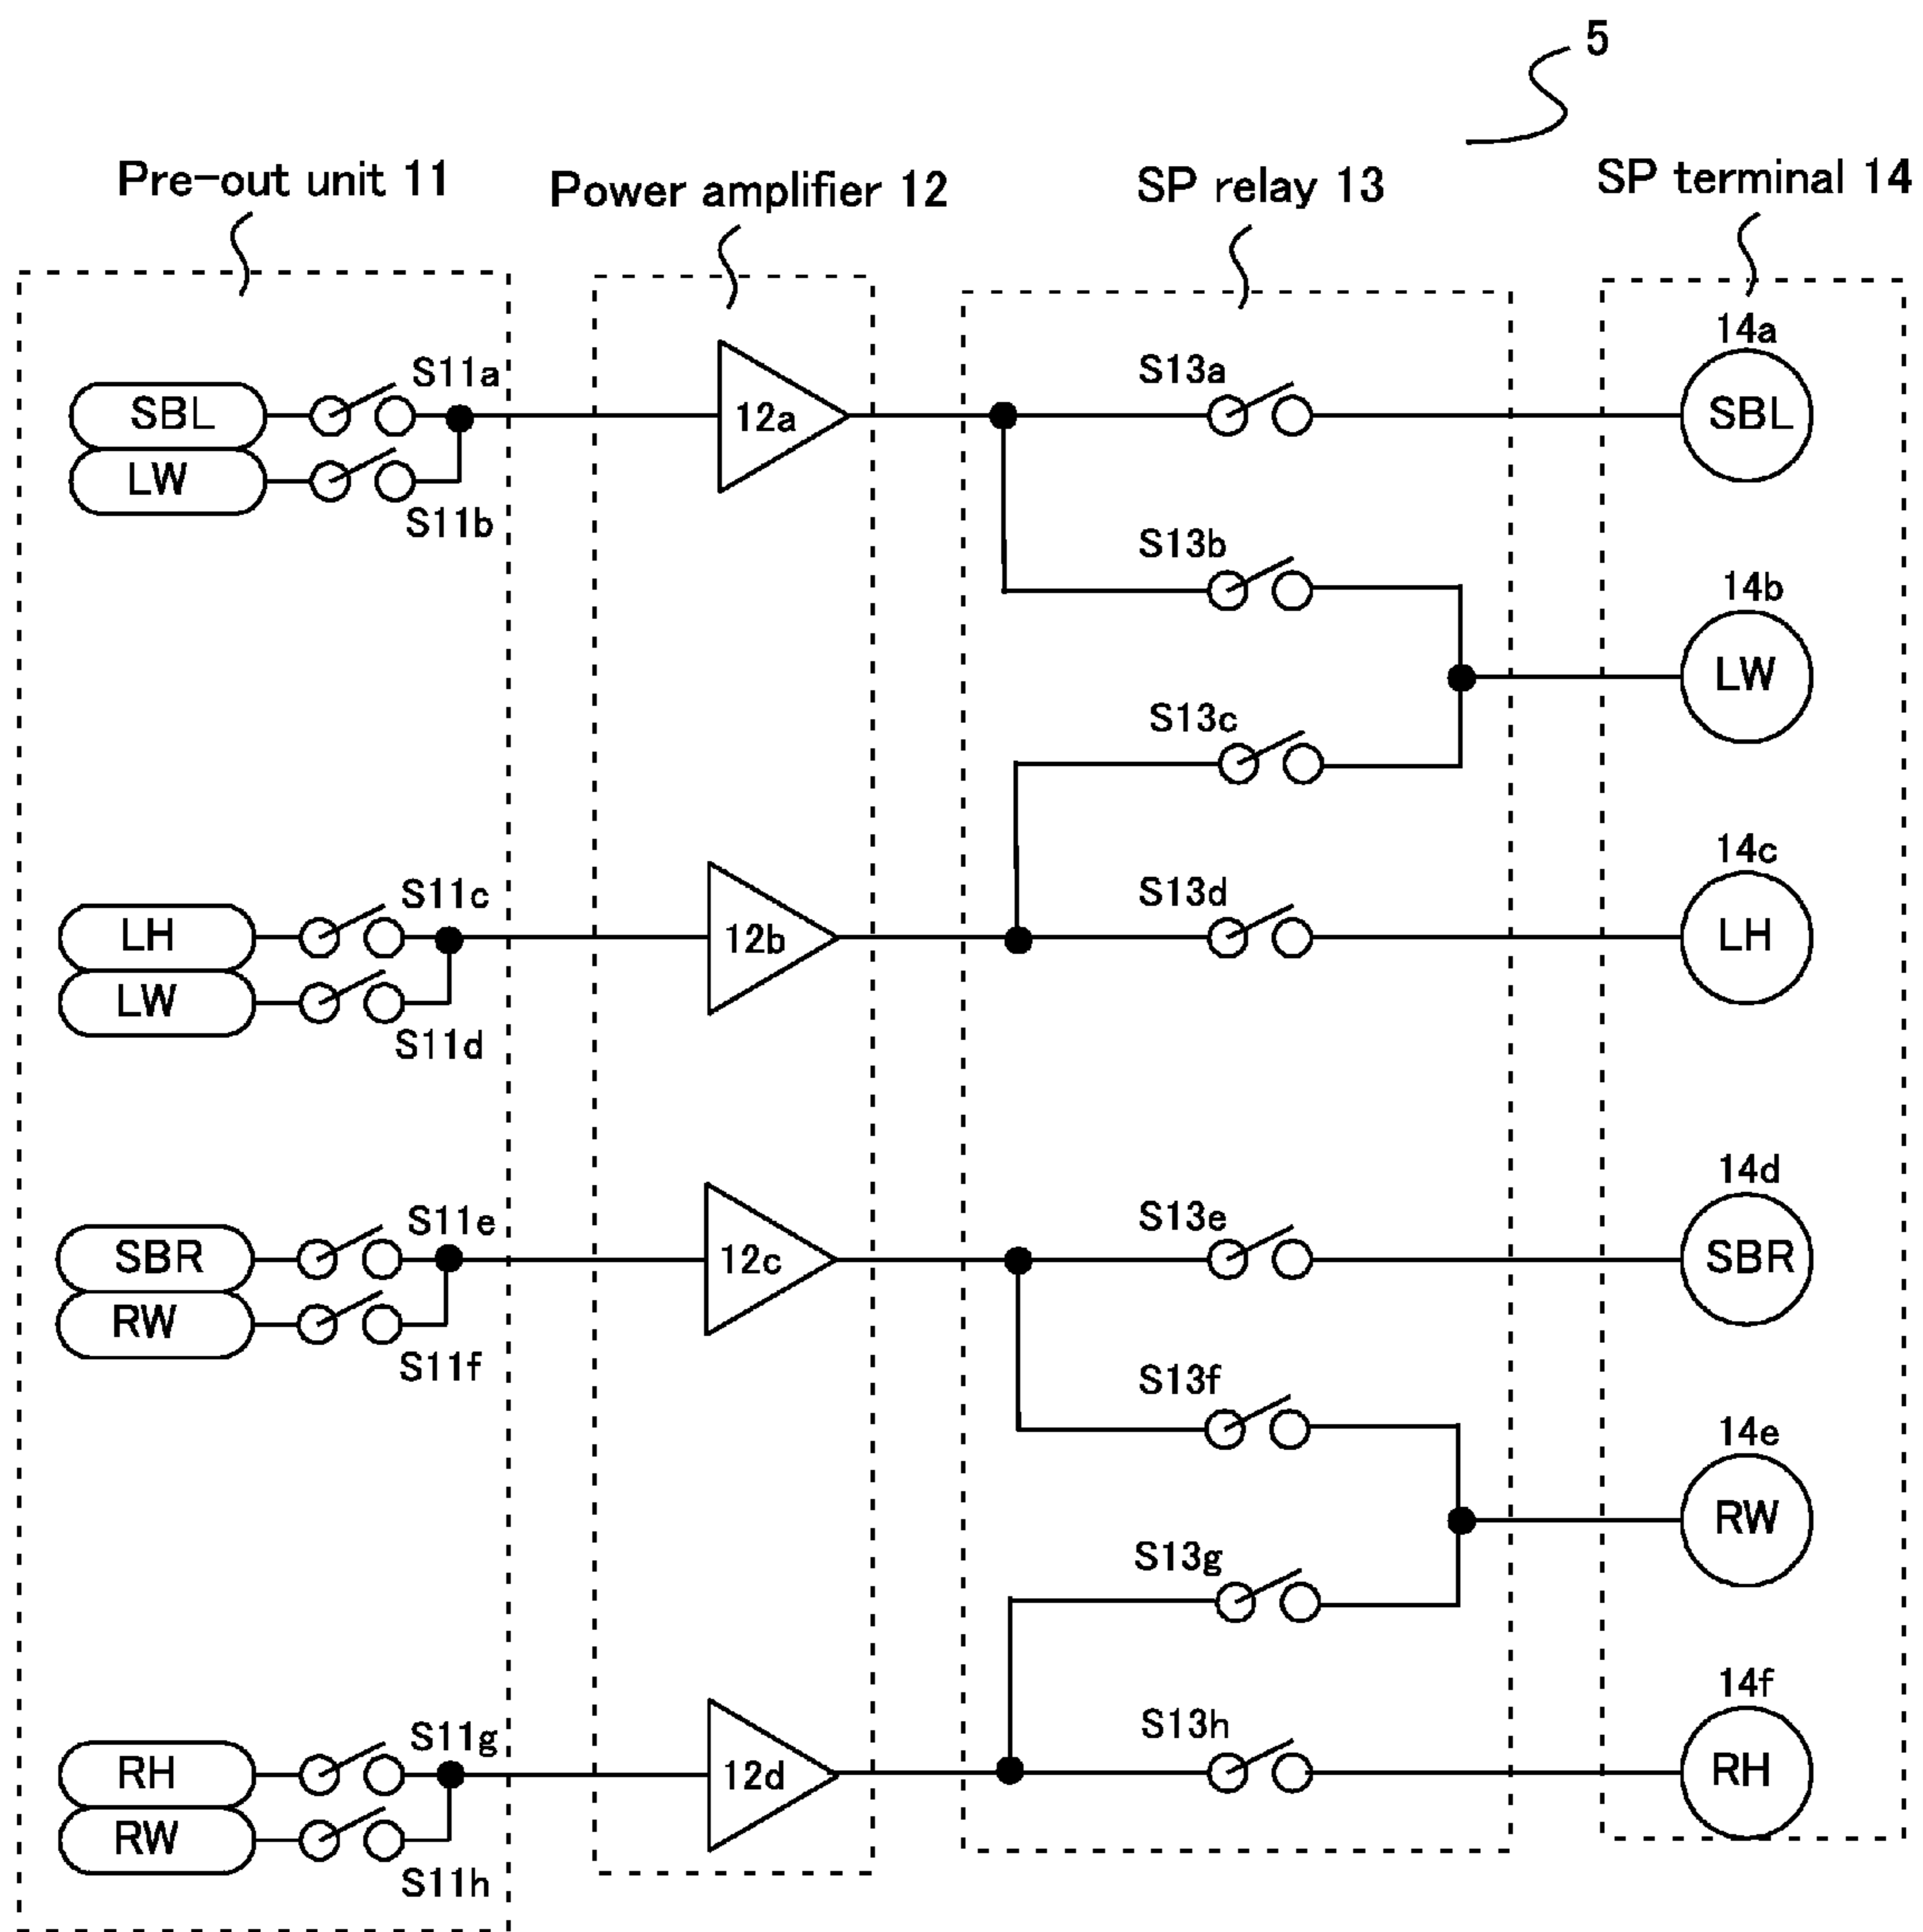 5
Pre-out unit 11
Power amplifier 12
SP relay 13
SP terminal 14
SBL
S11a
LW
S11b
12a
S13a
14a
SBL
S13b
14b
LW
S13c
LH
S11c
LW
S11d
12b
S13d
14c
LH
SBR
S11e
RW
S11f
12c
S13e
14d
SBR
S13f
14e
RW
S13g
RH
S11g
RW
S11h
12d
S13h
14f
RH